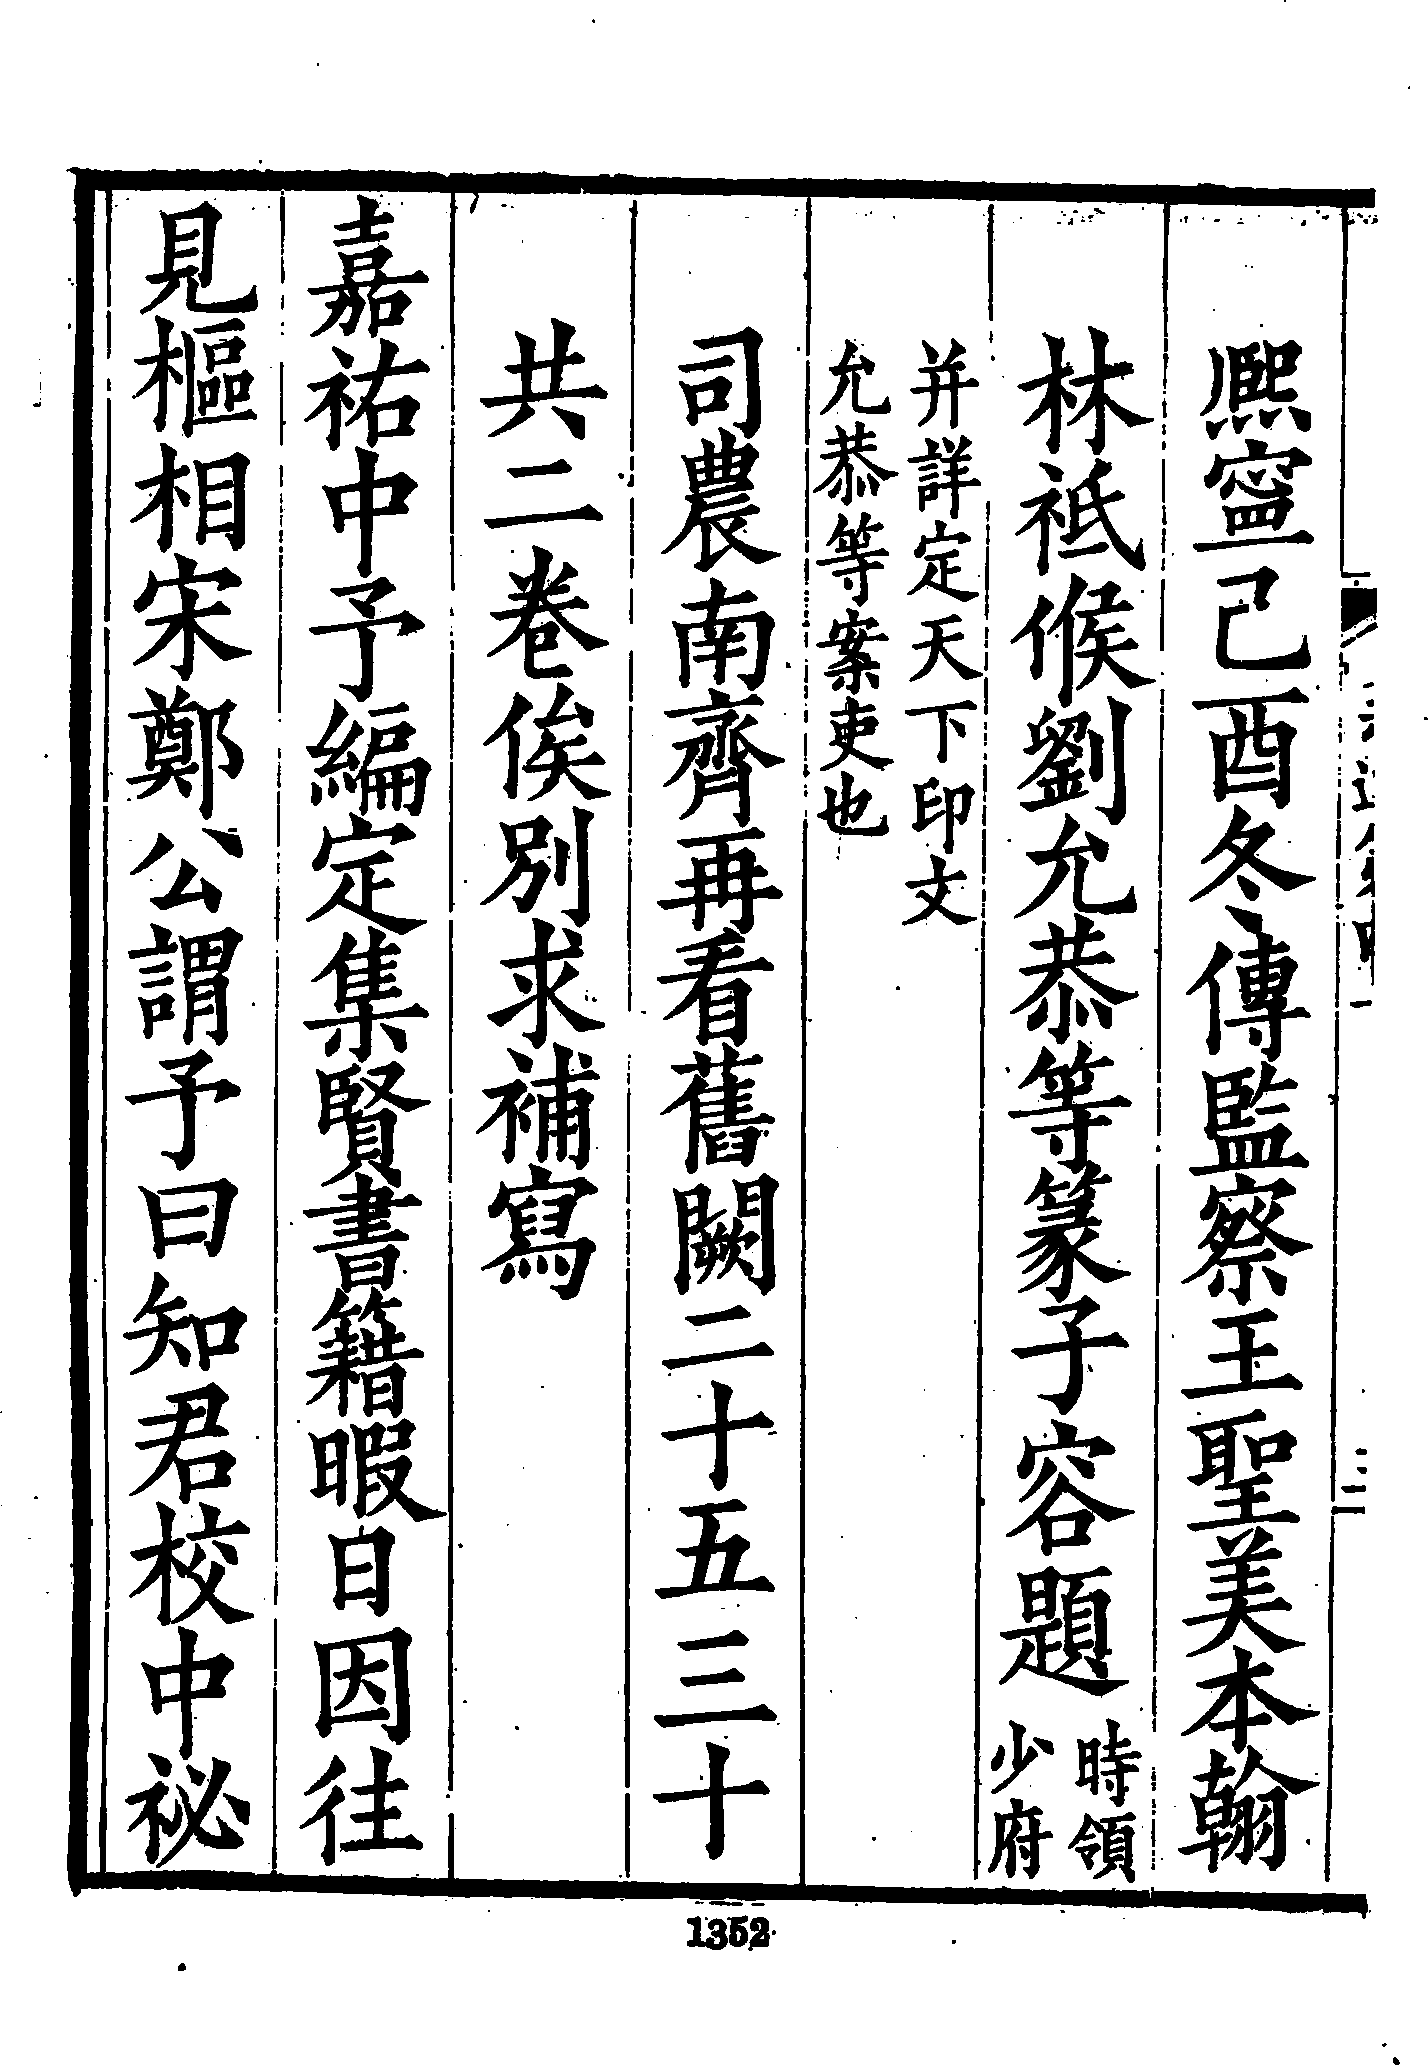 熈寧己酉冬傳監察王聖美本翰
林祗候劉允恭等篆子容題時領少府
并詳定天下印文
允恭等案吏也
司農南齊再看舊闕二十五三十
共二卷俟別求補寫
嘉祐中予編定集賢書籍暇日因往
見樞相宋鄭公謂予曰知君校中祕
1352